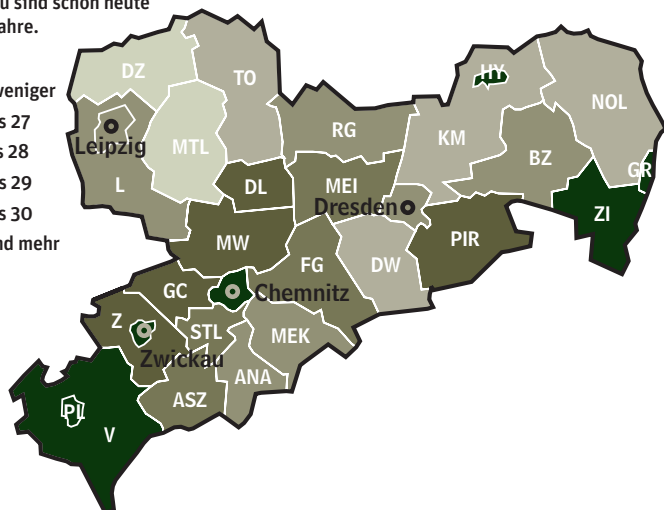 u sind schon heute
ahre.
DZ
TO
HY
weniger
NOL
s 27
RG
KM
Leipzig
MTL
s 28
BZ
GR
s 29
L
DL
MEI
s 30
Dresden
ZI
nd mehr
MW
PIR
FG
DW
GC
Chemnitz
Z
STL
MEK
Zwickau
ANA
ASZ
PL
V